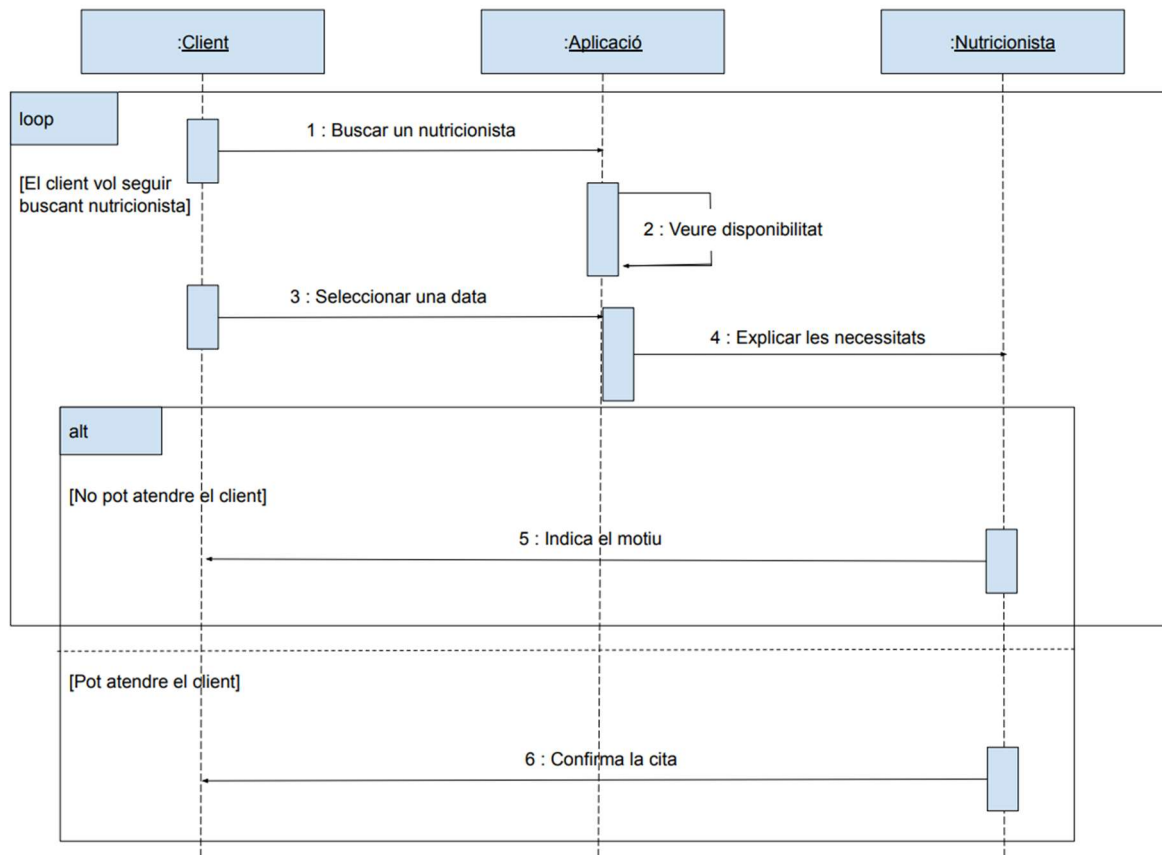 :Client
:Aplicació
:Nutricionista
loop
1 : Buscar un nutricionista
[El client vol seguir
buscant nutricionista]
2 : Veure disponibilitat
3 : Seleccionar una data
4 : Explicar les necessitats
alt
[No pot atendre el client]
5 : Indica el motiu
[Pot atendre el client]
6 : Confirma la cita